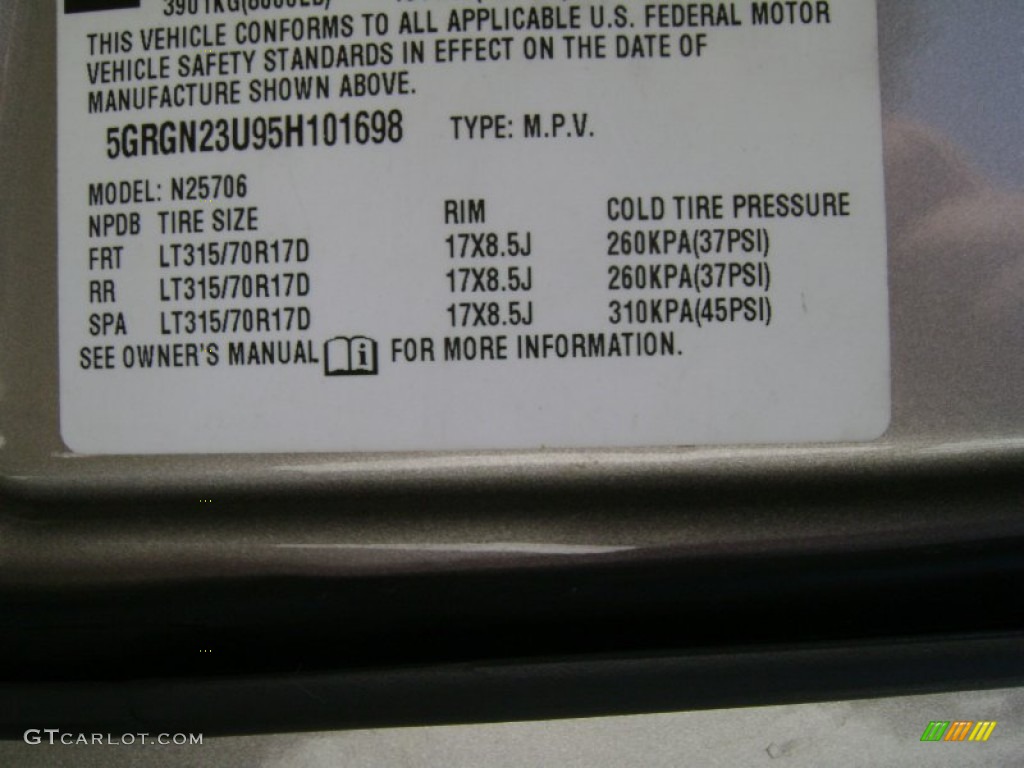 3901KG(8600LB)
THIS VEHICLE CONFORMS TO ALL APPLICABLE U.S. FEDERAL MOTOR
VEHICLE SAFETY STANDARDS IN EFFECT ON THE DATE OF
MANUFACTURE SHOWN ABOVE.
5GRGN23U95H101698 TYPE: M.P.V.
MODEL: N25706
NPDB TIRE SIZE RIM COLD TIRE PRESSURE
FRT LT315/70R17D 17X8.5J 260KPA(37PSI)
RR LT315/70R17D 17X8.5J 260KPA(37PSI)
SPA LT315/70R17D 17X8.5J 310KPA(45PSI)
SEE OWNER'S MANUAL i FOR MORE INFORMATION.
GTCARLOT.COM